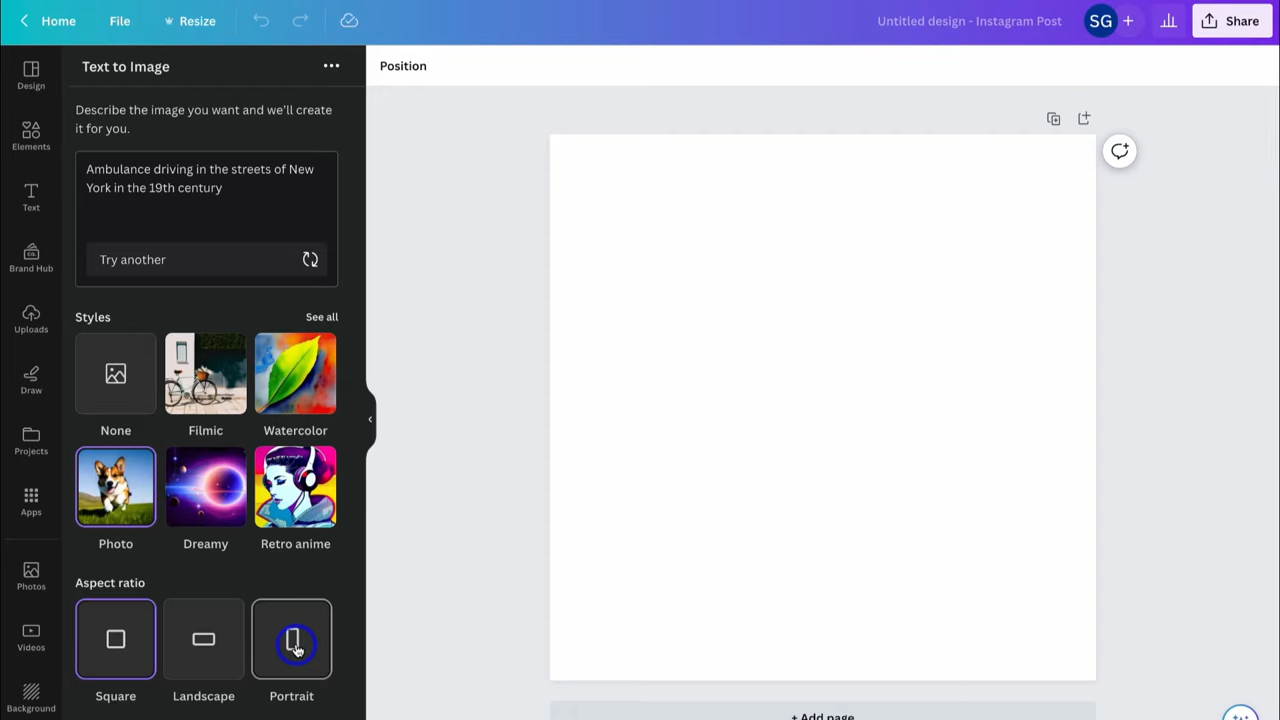 Home File Resize Untitled design - Instagram Post SG + Share
Design
Elements
Text
Brand Hub
Uploads
Draw
Projects
Apps
Photos
Videos
Background
Text to Image
Describe the image you want and we'll create
it for you.
Ambulance driving in the streets of New
York in the 19th century
Try another
Styles See all
None Filmic Watercolor
Photo Dreamy Retro anime
Aspect ratio
Square Landscape Portrait
Position
+ Add page